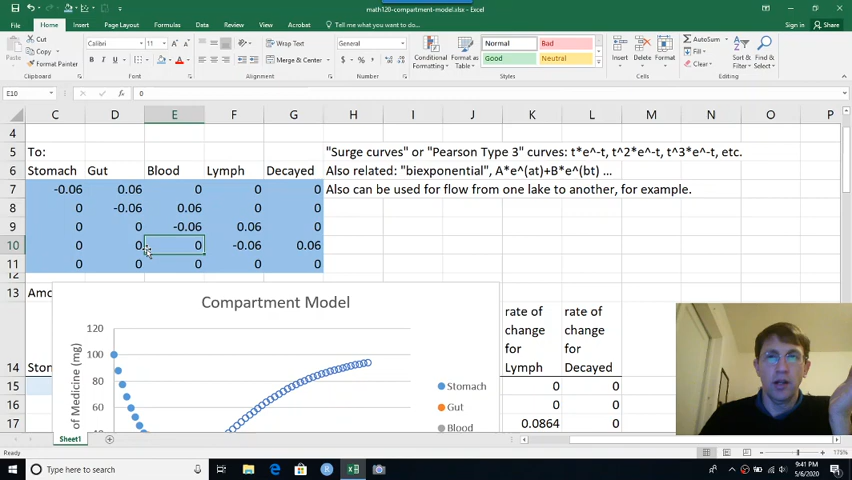 math120-compartment-model.xlsx - Excel
File Home Insert Page Layout Formulas Data Review View Acrobat Tell me what you want to do... Sign in Share
Cut
Copy
Format Painter
Clipboard
Calibri 11
B I U
Font
Wrap Text
Merge & Center
Alignment
General
$ % ,
Number
Conditional Formatting
Format as Table
Normal Bad
Good Neutral
Styles
Insert Delete Format
Cells
AutoSum
Fill
Clear
Sort & Filter
Find & Select
Editing
E10 fx 0
C D E F G H I J K L M N O P
4
5 To: "Surge curves" or "Pearson Type 3" curves: t*e^-t, t^2*e^-t, t^3*e^-t, etc.
6 Stomach Gut Blood Lymph Decayed Also related: "biexponential", A*e^(at)+B*e^(bt) ...
7 -0.06 0.06 0 0 0 Also can be used for flow from one lake to another, for example.
8 0 -0.06 0.06 0 0
9 0 0 -0.06 0.06 0
10 0 0 0 -0.06 0.06
11 0 0 0 0 0
12
13 Amo
14 Stom
15
16
17
Compartment Model
of Medicine (mg)
120
100
80
60
Stomach
Gut
Blood
rate of change for Lymph
rate of change for Decayed
0 0
0 0
0.0864 0
Sheet1
175%
Type here to search
9:41 PM
5/6/2020